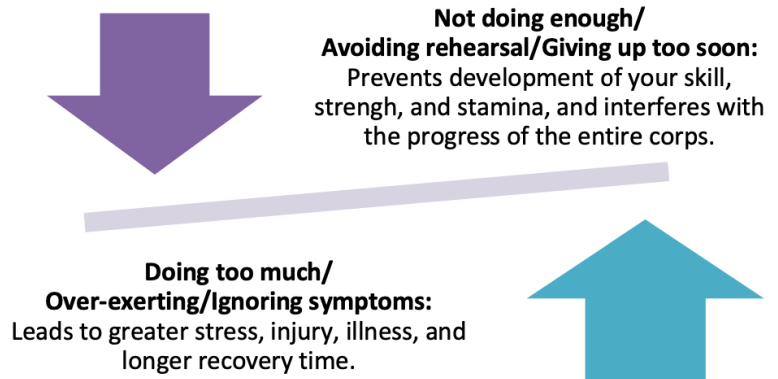 Not doing enough/
Avoiding rehearsal/Giving up too soon:
Prevents development of your skill,
strengh, and stamina, and interferes with
the progress of the entire corps.
Doing too much/
Over-exerting/Ignoring symptoms:
Leads to greater stress, injury, illness, and
longer recovery time.